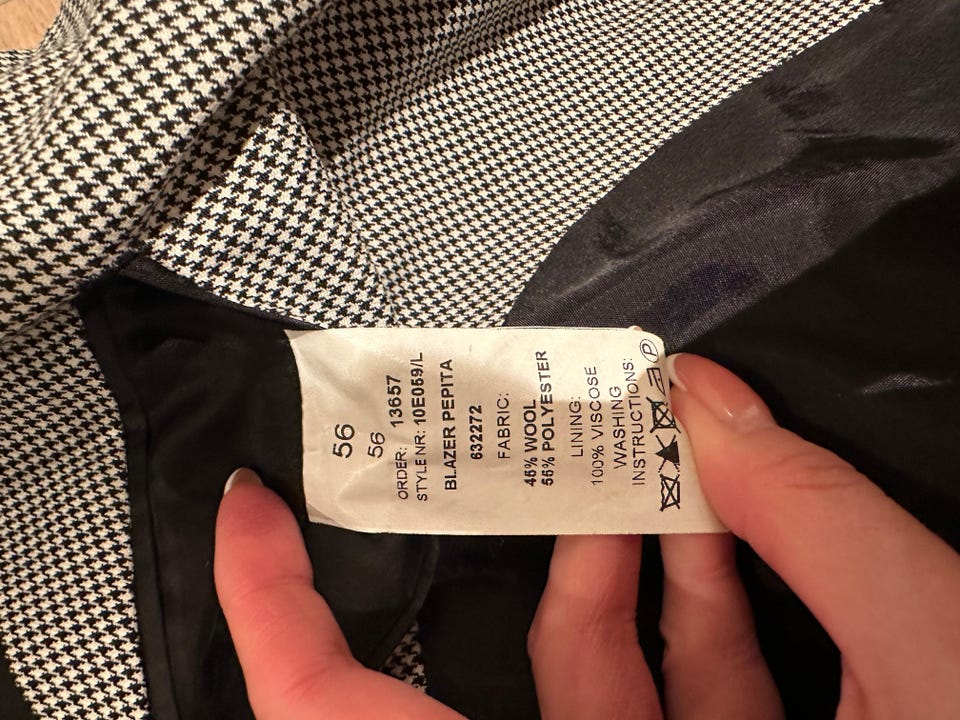 56
56
ORDER: 13657
STYLE NR: 10E059/L
BLAZER PEPITA
632272
FABRIC:
45% WOOL
55% POLYESTER
LINING:
100% VISCOSE
WASHING
INSTRUCTIONS:
P